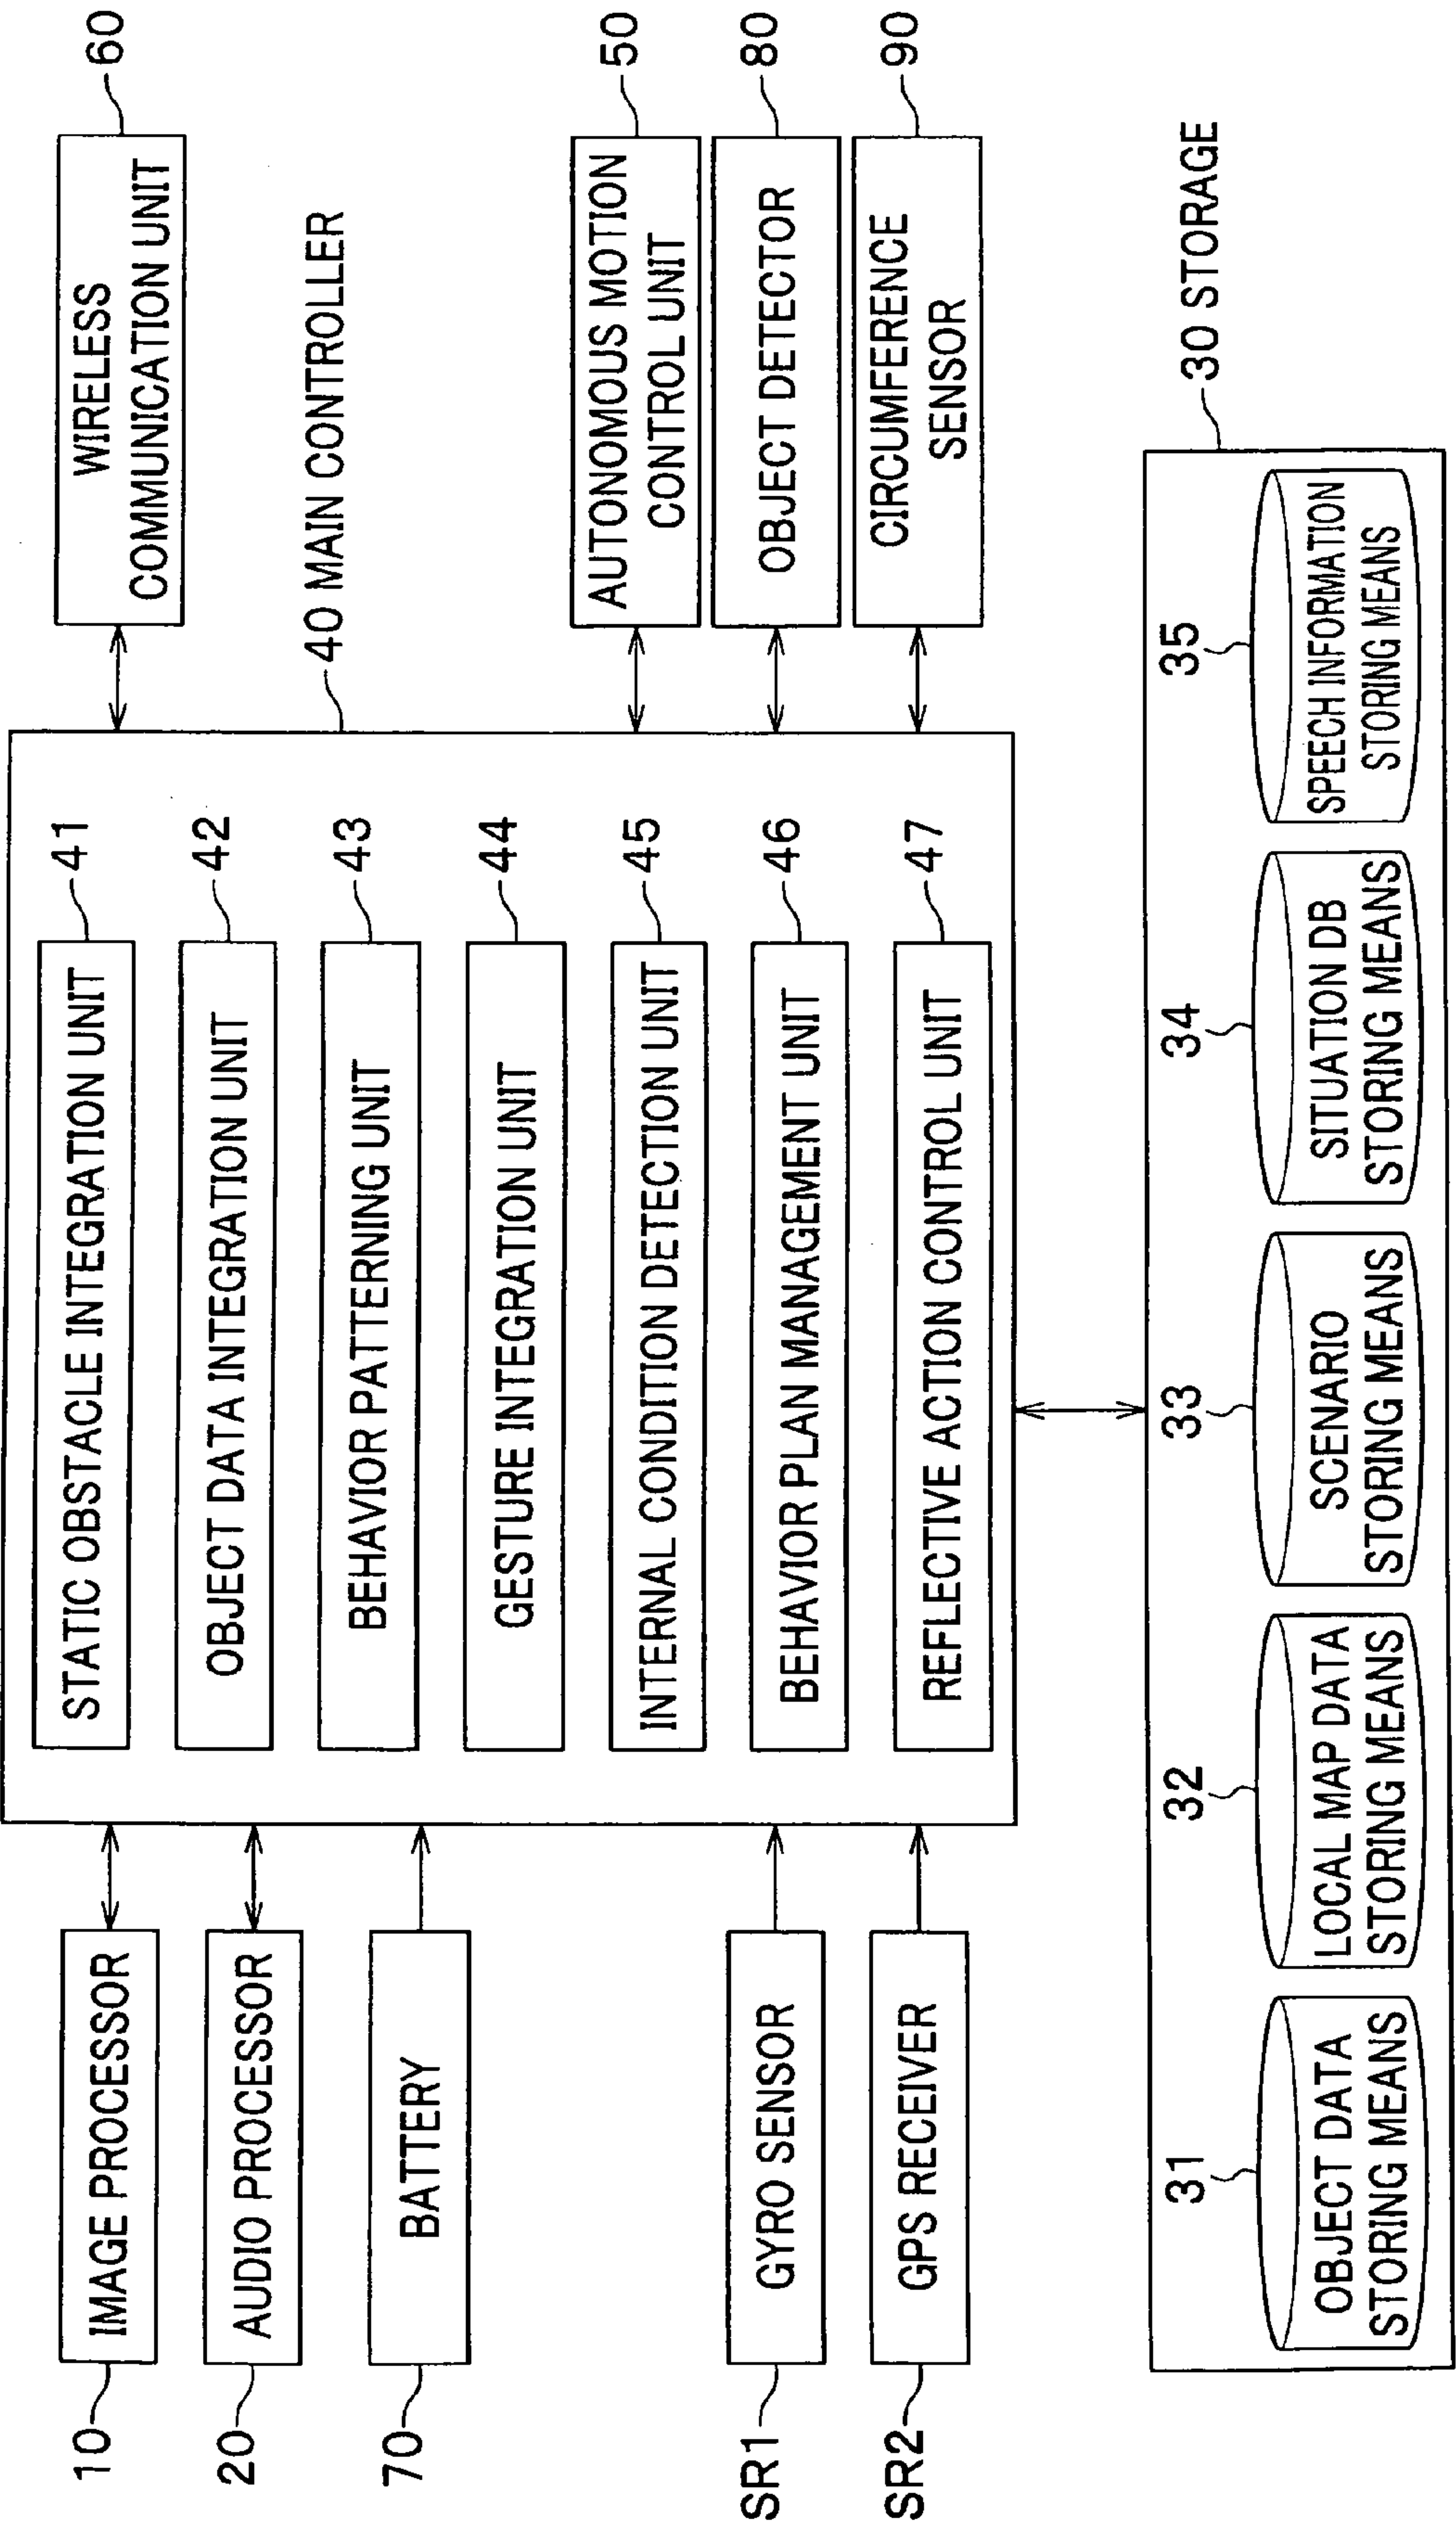 10
IMAGE PROCESSOR
20
AUDIO PROCESSOR
70
BATTERY
SR1
GYRO SENSOR
SR2
GPS RECEIVER
STATIC OBSTACLE INTEGRATION UNIT
41
OBJECT DATA INTEGRATION UNIT
42
BEHAVIOR PATTERNING UNIT
43
GESTURE INTEGRATION UNIT
44
INTERNAL CONDITION DETECTION UNIT
45
BEHAVIOR PLAN MANAGEMENT UNIT
46
REFLECTIVE ACTION CONTROL UNIT
47
40 MAIN CONTROLLER
WIRELESS
COMMUNICATION UNIT
60
AUTONOMOUS MOTION
CONTROL UNIT
50
OBJECT DETECTOR
80
CIRCUMFERENCE
SENSOR
90
30 STORAGE
31
OBJECT DATA
STORING MEANS
32
LOCAL MAP DATA
STORING MEANS
33
SCENARIO
STORING MEANS
34
SITUATION DB
STORING MEANS
35
SPEECH INFORMATION
STORING MEANS